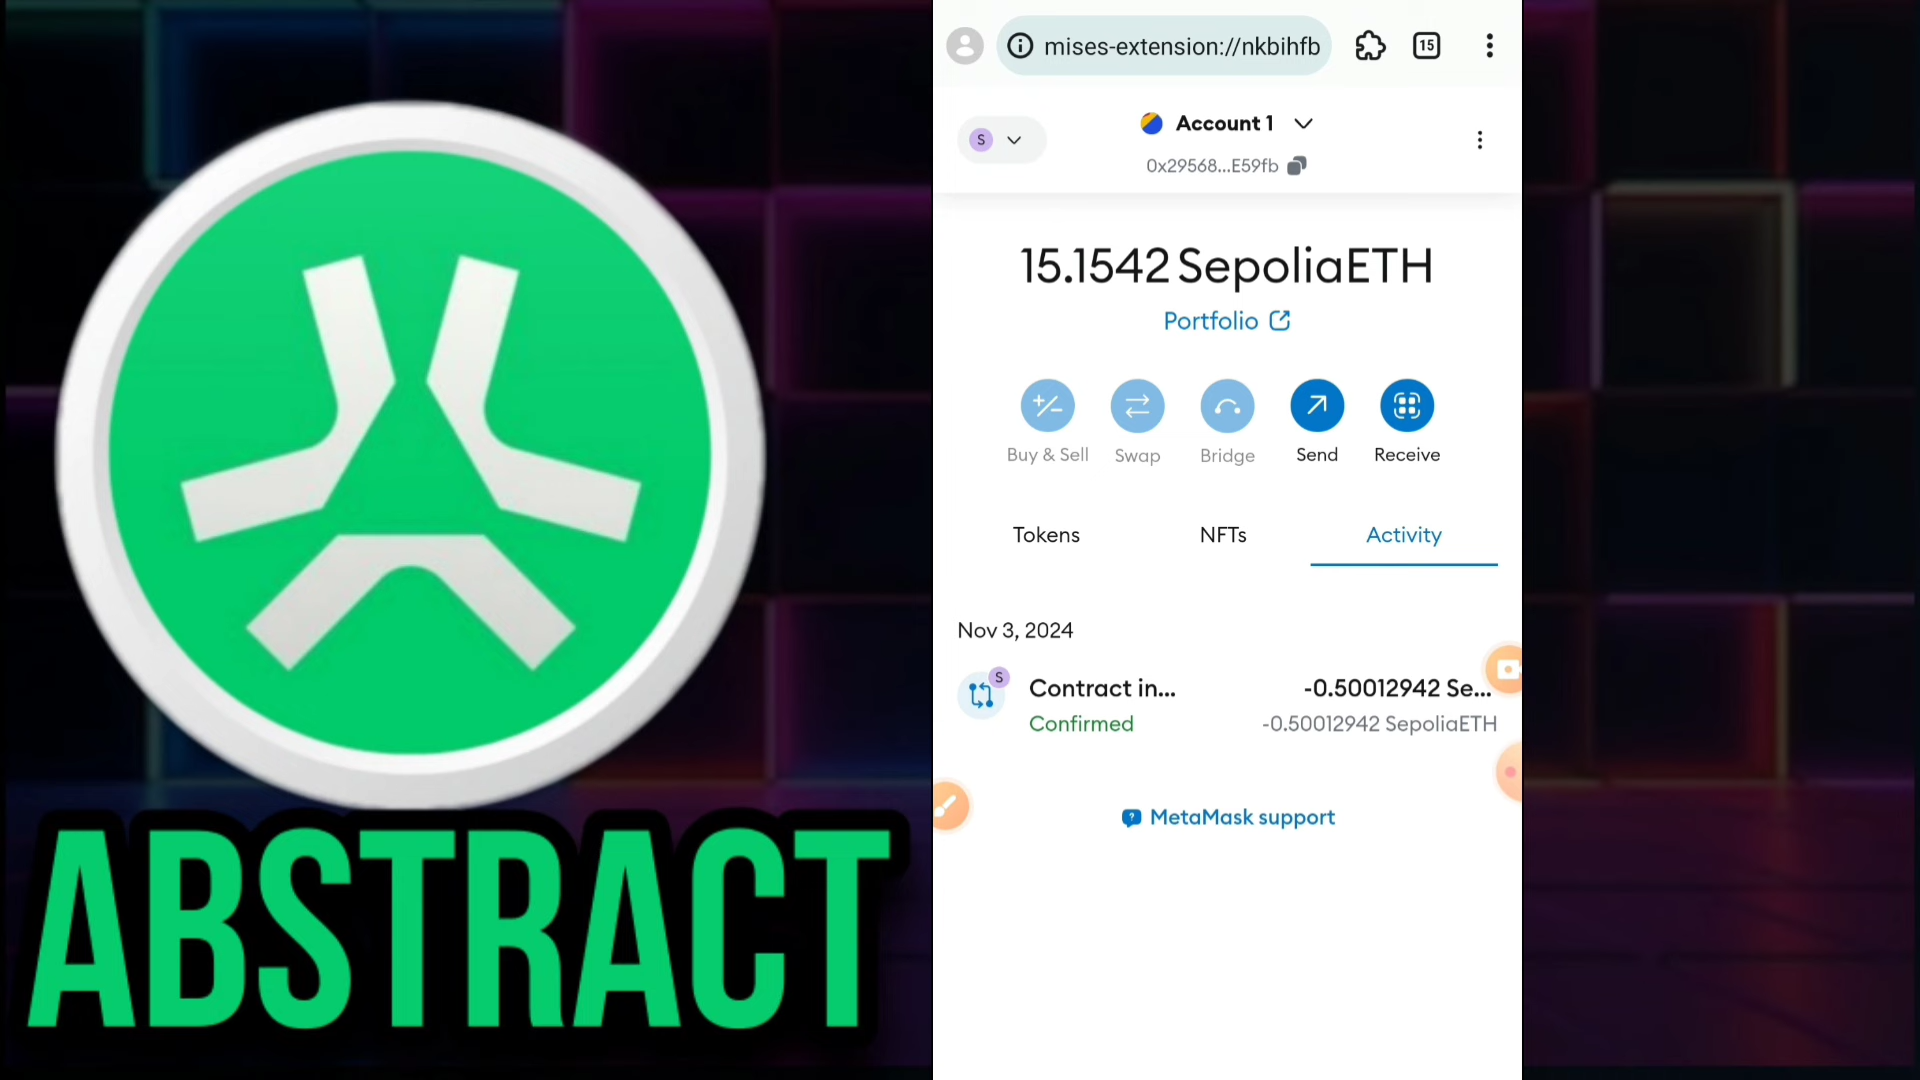 ABSTRACT
mises-extension://nkbihfb
15
S
Account 1
0x29568...E59fb
15.1542 SepoliaETH
Portfolio
Buy & Sell
Swap
Bridge
Send
Receive
Tokens
NFTs
Activity
Nov 3, 2024
S
Contract in...
-0.50012942 Se...
Confirmed
-0.50012942 SepoliaETH
MetaMask support